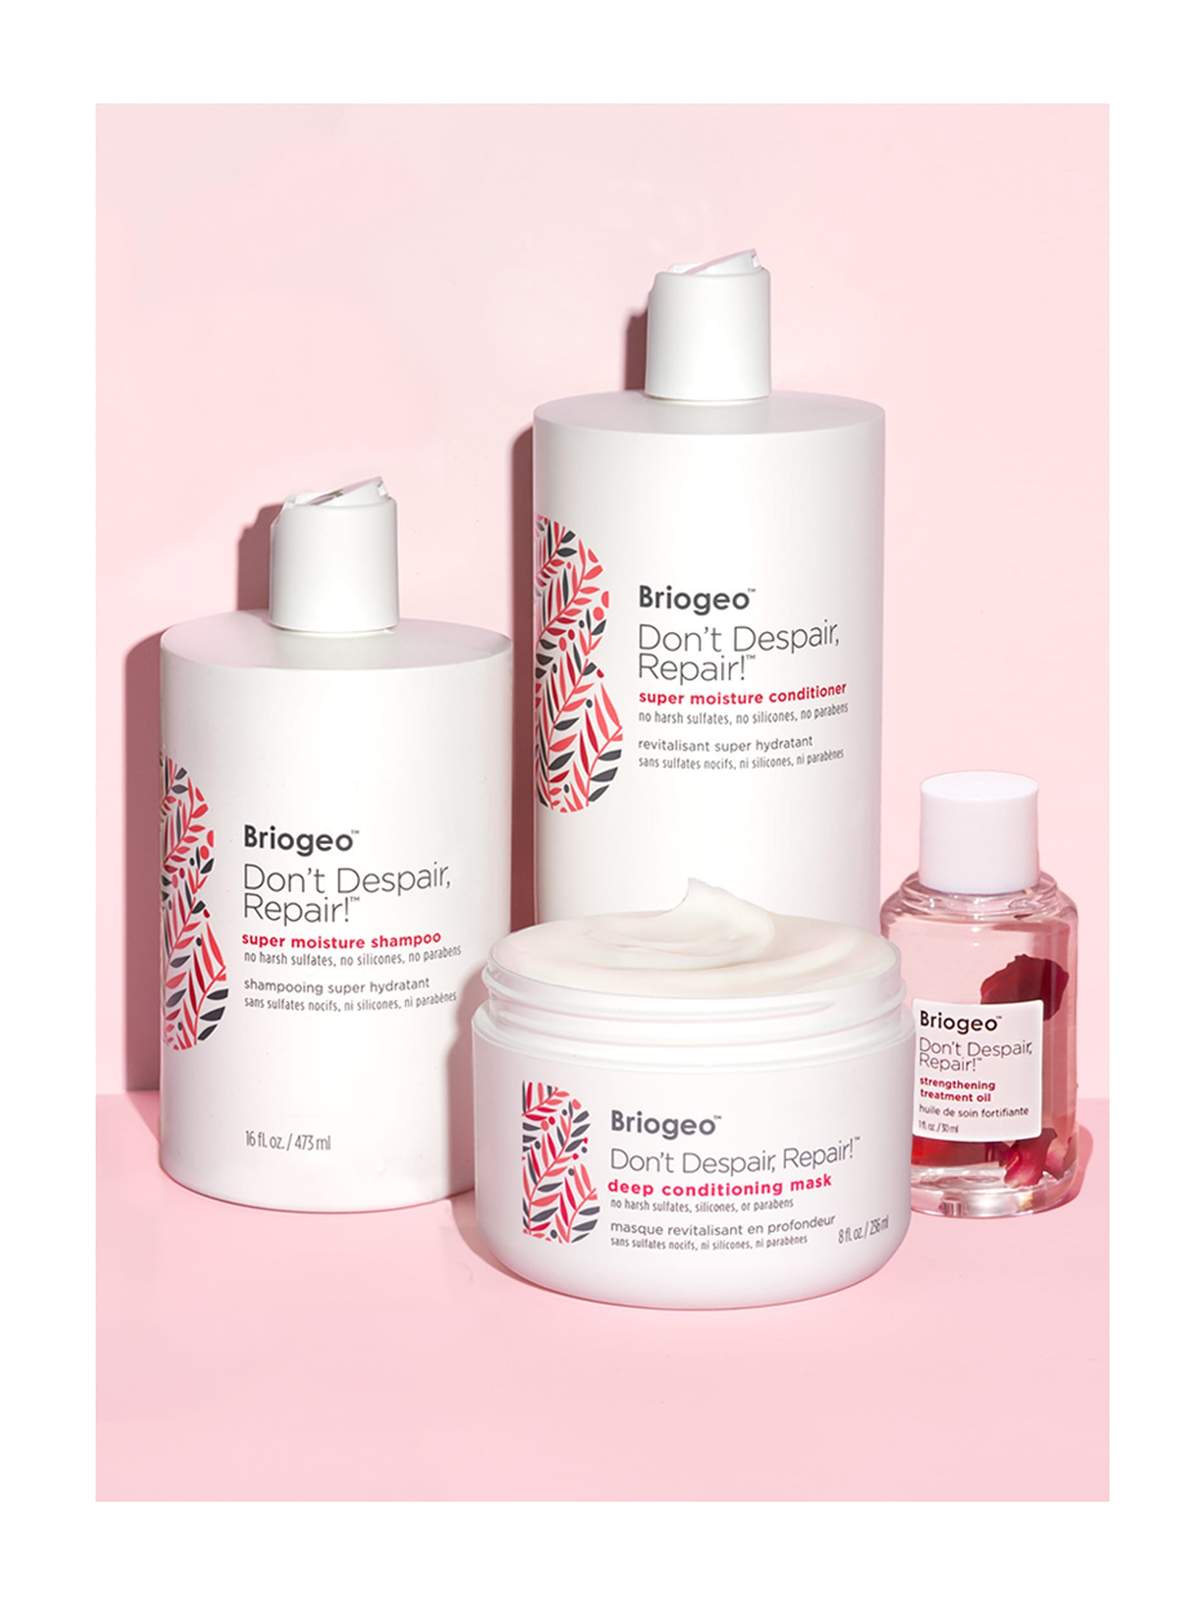 Briogeo™
Don't Despair,
Repair!™
super moisture conditioner
no harsh sulfates, no silicones, no parabens
revitalisant super hydratant
sans sulfates nocifs, ni silicones, ni parabènes
Briogeo™
Don't Despair,
Repair!™
super moisture shampoo
no harsh sulfates, no silicones, no parabens
shampooing super hydratant
sans sulfates nocifs, ni silicones, ni parabènes
16 fl. oz. / 473 ml
Briogeo™
Don't Despair, Repair!™
deep conditioning mask
no harsh sulfates, silicones, or parabens
masque revitalisant en profondeur
sans sulfates nocifs, ni silicones, ni parabènes
8 fl. oz. / 236 ml
Briogeo™
Don't Despair,
Repair!™
strengthening
treatment oil
huile de soin fortifiante
1 fl. oz. / 30 ml